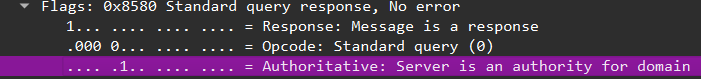 Flags: 0x8580 Standard query response, No error
1... .... .... .... = Response: Message is a response
.000 0... .... .... = Opcode: Standard query (0)
.... .1.. .... .... = Authoritative: Server is an authority for domain